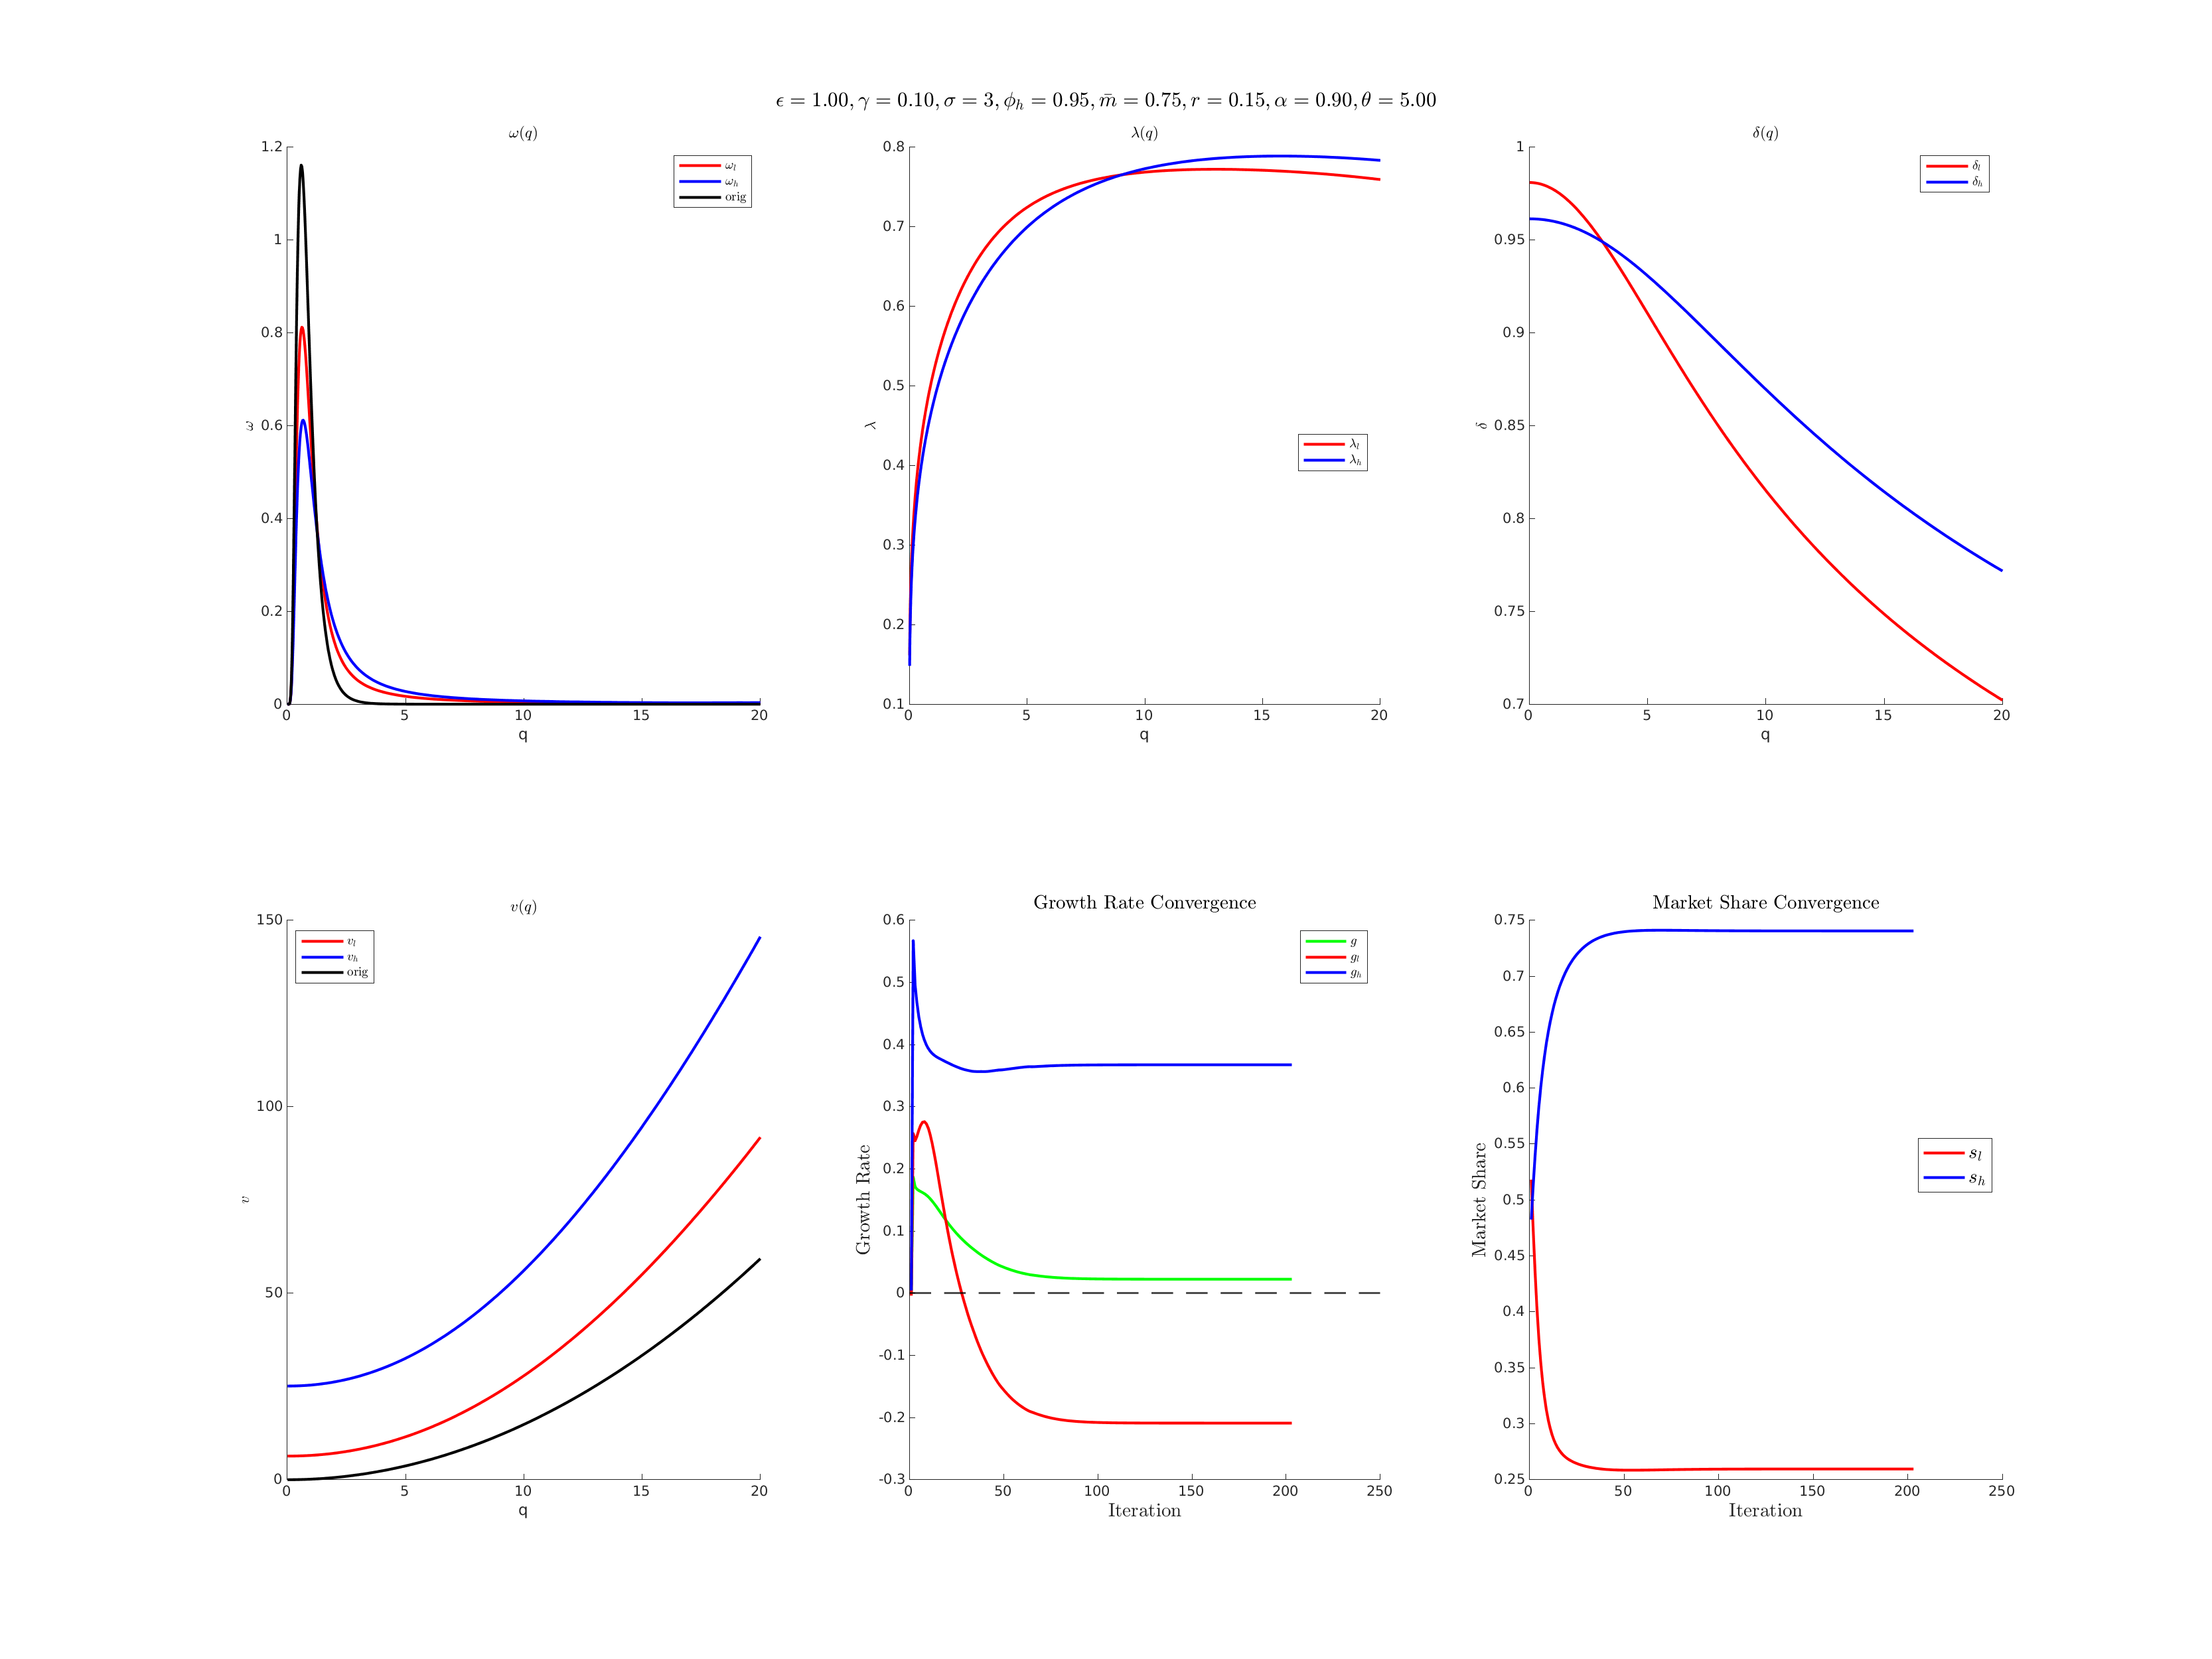 ϵ = 1.00, γ = 0.10, σ = 3, ϕ_h = 0.95, m̄ = 0.75, r = 0.15, α = 0.90, θ = 5.00
ω(q)
ω_l
ω_h
orig
1.2
1
0.8
0.6
0.4
0.2
0
ω
0 5 10 15 20
q
λ(q)
0.8
0.7
0.6
0.5
0.4
0.3
0.2
0.1
λ
λ_l
λ_h
0 5 10 15 20
q
δ(q)
δ_l
δ_h
1
0.95
0.9
0.85
0.8
0.75
0.7
δ
0 5 10 15 20
q
v(q)
v_l
v_h
orig
150
100
50
0
v
0 5 10 15 20
q
Growth Rate Convergence
g
g_l
g_h
0.6
0.5
0.4
0.3
0.2
0.1
0
-0.1
-0.2
-0.3
Growth Rate
0 50 100 150 200 250
Iteration
Market Share Convergence
0.75
0.7
0.65
0.6
0.55
0.5
0.45
0.4
0.35
0.3
0.25
Market Share
s_l
s_h
0 50 100 150 200 250
Iteration